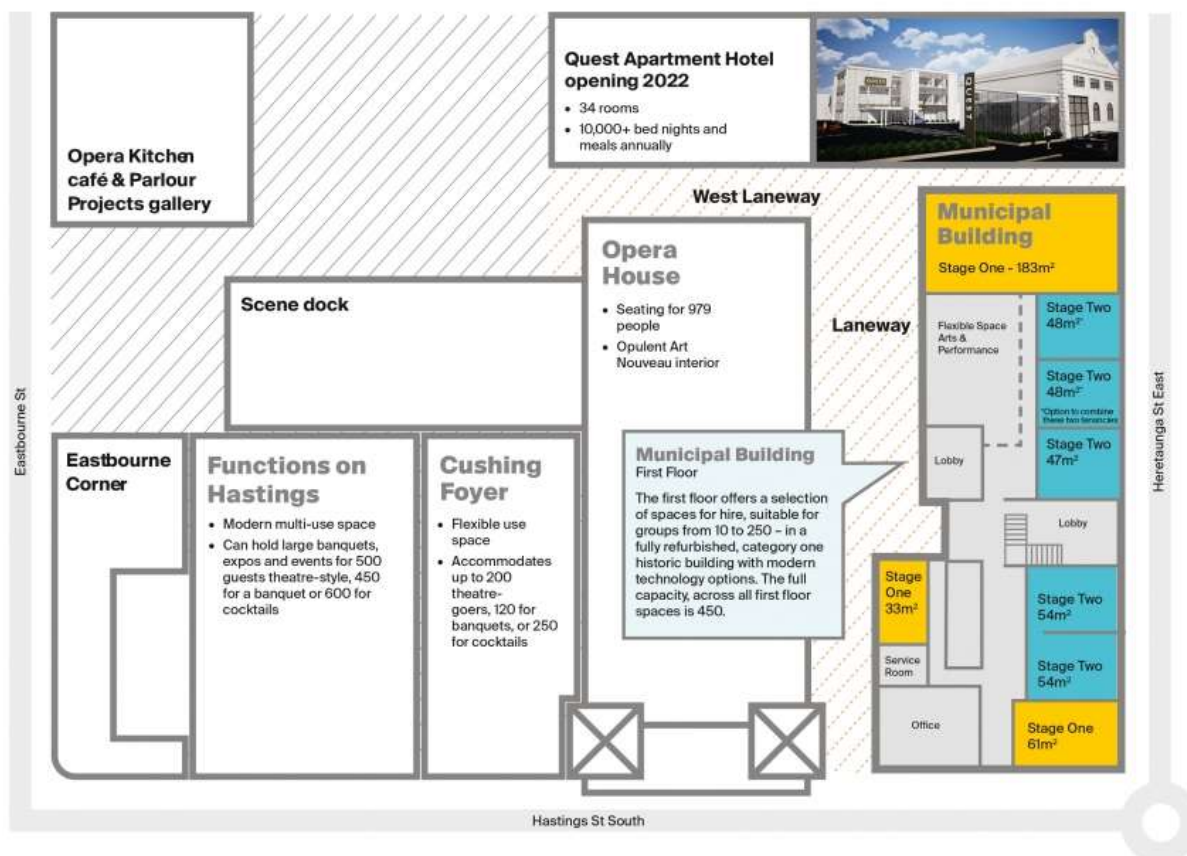 Opera Kitchen
café & Parlour
Projects gallery
Quest Apartment Hotel
opening 2022
• 34 rooms
• 10,000+ bed nights and
meals annually
QUEST
West Laneway
Opera
House
• Seating for 979
people
• Opulent Art
Nouveau interior
Scene dock
Laneway
Municipal
Building
Stage One - 183m²
Flexible Space
Arts &
Performance
Stage Two
48m²*
Stage Two
48m²*
*Option to combine
these two tenancies
Stage Two
47m²
Lobby
Lobby
Eastbourne
Corner
Functions on
Hastings
• Modern multi-use space
• Can hold large banquets,
expos and events for 500
guests theatre-style, 450
for a banquet or 600 for
cocktails
Cushing
Foyer
• Flexible use
space
• Accommodates
up to 200
theatre-
goers, 120 for
banquets, or 250
for cocktails
Municipal Building
First Floor
The first floor offers a selection
of spaces for hire, suitable for
groups from 10 to 250 – in a
fully refurbished, category one
historic building with modern
technology options. The full
capacity, across all first floor
spaces is 450.
Stage
One
33m²
Service
Room
Office
Stage Two
54m²
Stage Two
54m²
Stage One
61m²
Eastbourne St
Heretaunga St East
Hastings St South